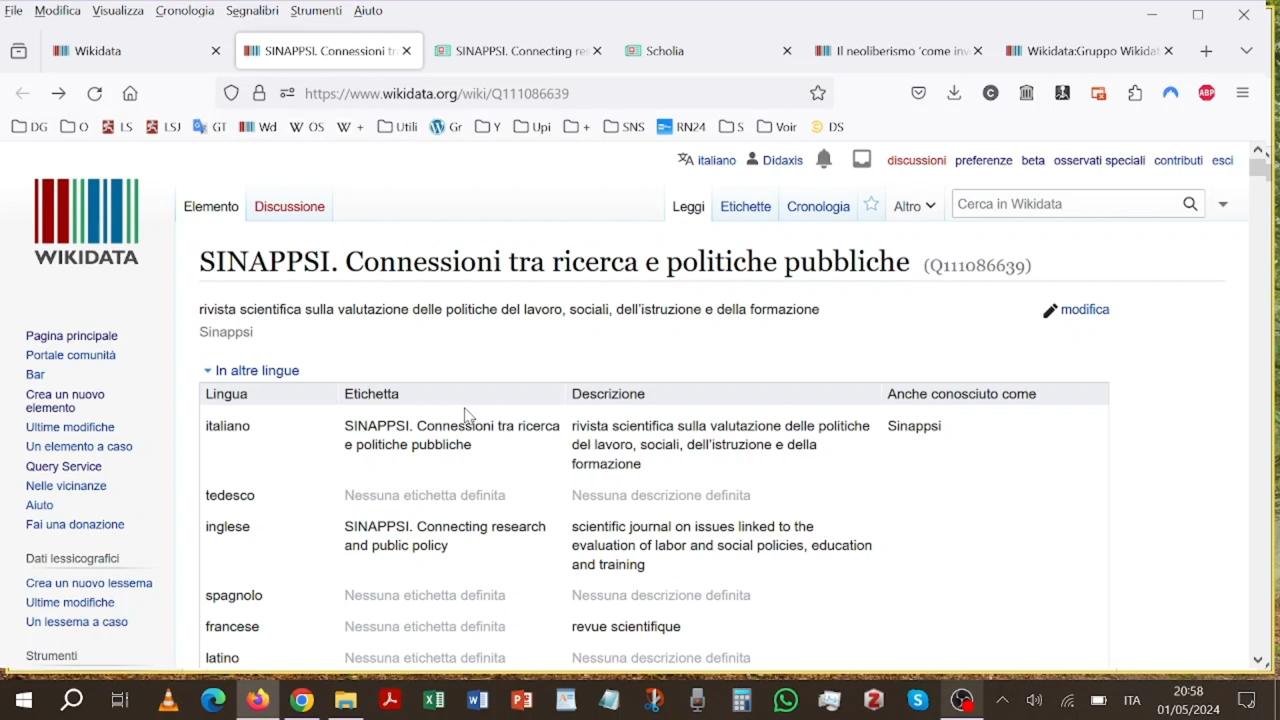 File Modifica Visualizza Cronologia Segnalibri Strumenti Aiuto
Wikidata
SINAPPSI. Connessioni tr
SINAPPSI. Connecting re
Scholia
Il neoliberismo 'come inv
Wikidata:Gruppo Wikidat
https://www.wikidata.org/wiki/Q111086639
ABP
DG O LS LSJ GT Wd OS + Utili Gr Y Upi + SNS RN24 S Voir DS
italiano Didaxis discussioni preferenze beta osservati speciali contributi esci
WIKIDATA
Elemento Discussione Leggi Etichette Cronologia Altro Cerca in Wikidata
SINAPPSI. Connessioni tra ricerca e politiche pubbliche (Q111086639)
rivista scientifica sulla valutazione delle politiche del lavoro, sociali, dell'istruzione e della formazione
modifica
Sinappsi
In altre lingue
Lingua Etichetta Descrizione Anche conosciuto come
italiano SINAPPSI. Connessioni tra ricerca rivista scientifica sulla valutazione delle politiche Sinappsi
e politiche pubbliche del lavoro, sociali, dell'istruzione e della
formazione
tedesco Nessuna etichetta definita Nessuna descrizione definita
inglese SINAPPSI. Connecting research scientific journal on issues linked to the
and public policy evaluation of labor and social policies, education
and training
spagnolo Nessuna etichetta definita Nessuna descrizione definita
francese Nessuna etichetta definita revue scientifique
latino Nessuna etichetta definita Nessuna descrizione definita
Pagina principale
Portale comunità
Bar
Crea un nuovo
elemento
Ultime modifiche
Un elemento a caso
Query Service
Nelle vicinanze
Aiuto
Fai una donazione
Dati lessicografici
Crea un nuovo lessema
Ultime modifiche
Un lessema a caso
Strumenti
ITA
20:58
01/05/2024